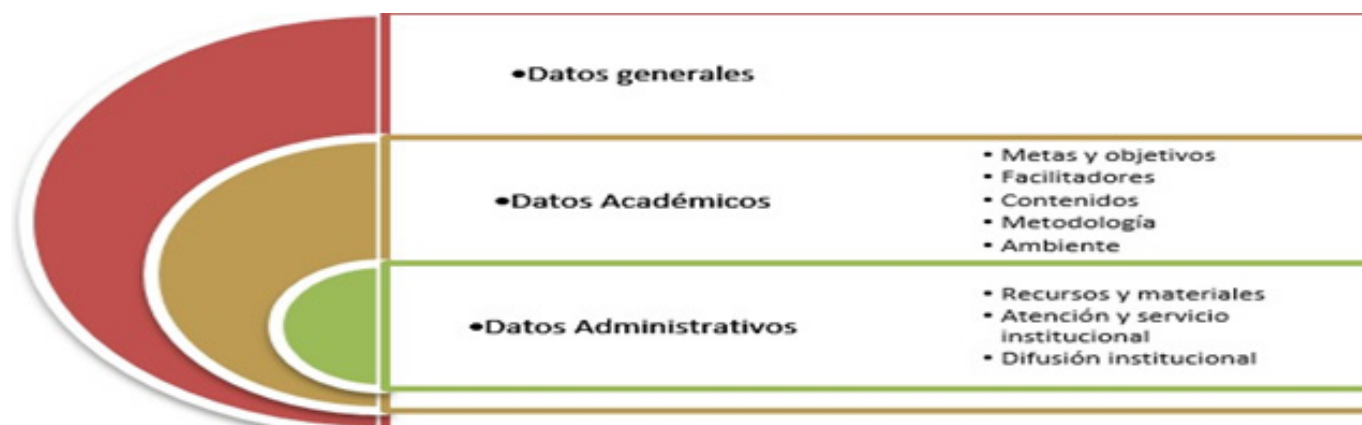 •Datos generales
•Datos Académicos
• Metas y objetivos
• Facilitadores
• Contenidos
• Metodología
• Ambiente
•Datos Administrativos
• Recursos y materiales
• Atención y servicio
institucional
• Difusión institucional